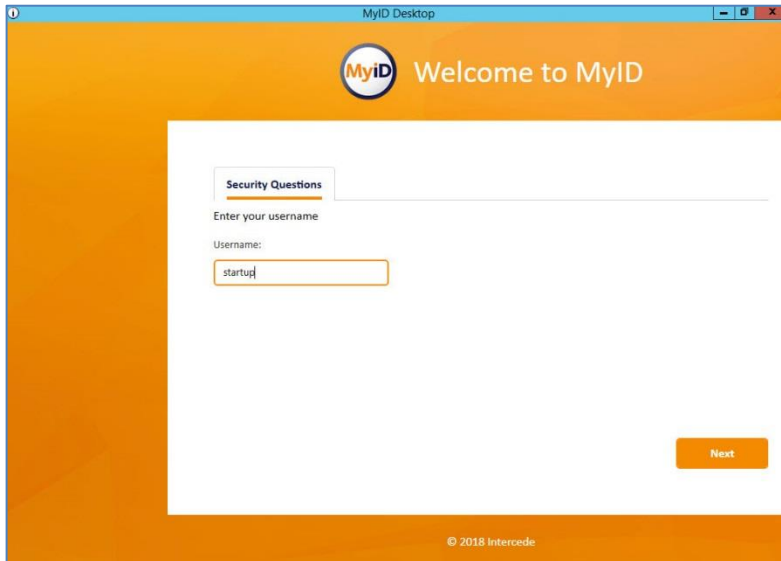 MyID Desktop
MyiD Welcome to MyID
Security Questions
Enter your username
Username:
startup
Next
© 2018 Intercede